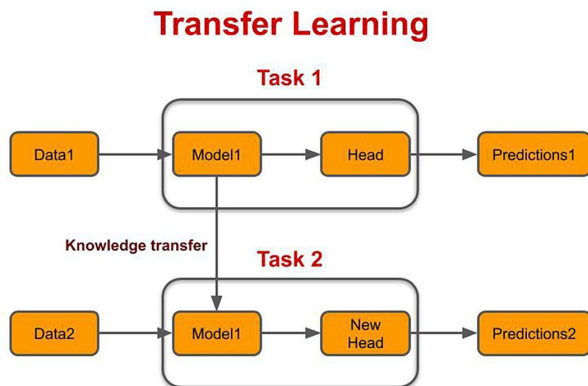 Transfer Learning
Task 1
Data1
Model1
Head
Predictions1
Knowledge transfer
Task 2
Data2
Model1
New
Head
Predictions2